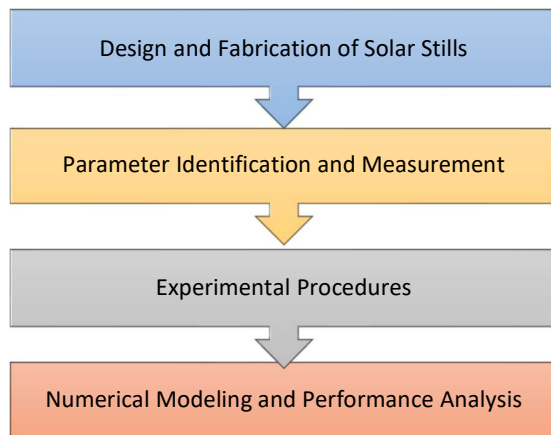 Design and Fabrication of Solar Stills
Parameter Identification and Measurement
Experimental Procedures
Numerical Modeling and Performance Analysis